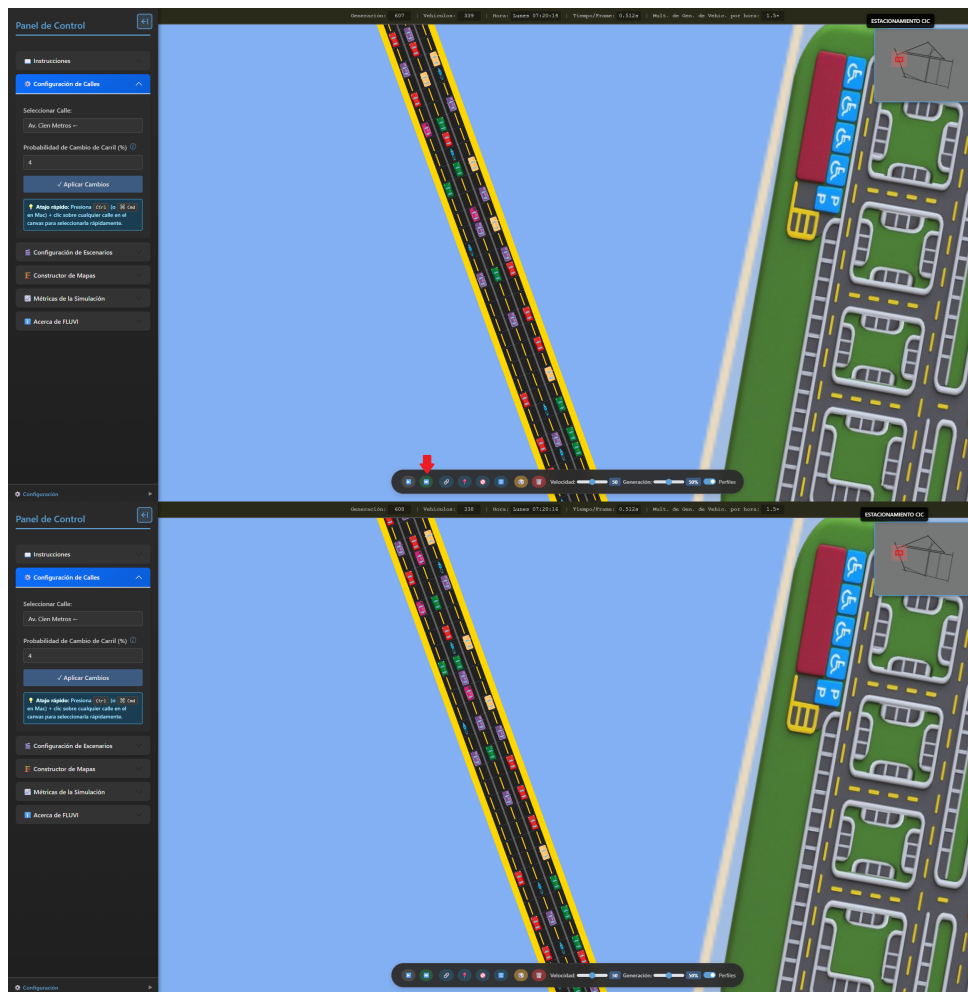 Generación: 607 | Vehículos: 339 | Hora: Lunes 07:20:14 | Tiempo/Frame: 0.512s | Mult. de Gen. de Vehic. por hora: 1.5×
ESTACIONAMIENTO CIC
Panel de Control
Instrucciones
Configuración de Calles
Seleccionar Calle:
Av. Cien Metros ←
Probabilidad de Cambio de Carril (%)
4
✓ Aplicar Cambios
Atajo rápido: Presiona Ctrl (o ⌘ Cmd
en Mac) + clic sobre cualquier calle en el
canvas para seleccionarla rápidamente.
Configuración de Escenarios
Constructor de Mapas
Métricas de la Simulación
Acerca de FLUVI
P P
Velocidad: 50 Generación: 50% Perfiles
Configuración
Generación: 608 | Vehículos: 338 | Hora: Lunes 07:20:16 | Tiempo/Frame: 0.512s | Mult. de Gen. de Vehic. por hora: 1.5×
ESTACIONAMIENTO CIC
Panel de Control
Instrucciones
Configuración de Calles
Seleccionar Calle:
Av. Cien Metros ←
Probabilidad de Cambio de Carril (%)
4
✓ Aplicar Cambios
Atajo rápido: Presiona Ctrl (o ⌘ Cmd
en Mac) + clic sobre cualquier calle en el
canvas para seleccionarla rápidamente.
Configuración de Escenarios
Constructor de Mapas
Métricas de la Simulación
Acerca de FLUVI
P P
Velocidad: 50 Generación: 50% Perfiles
Configuración